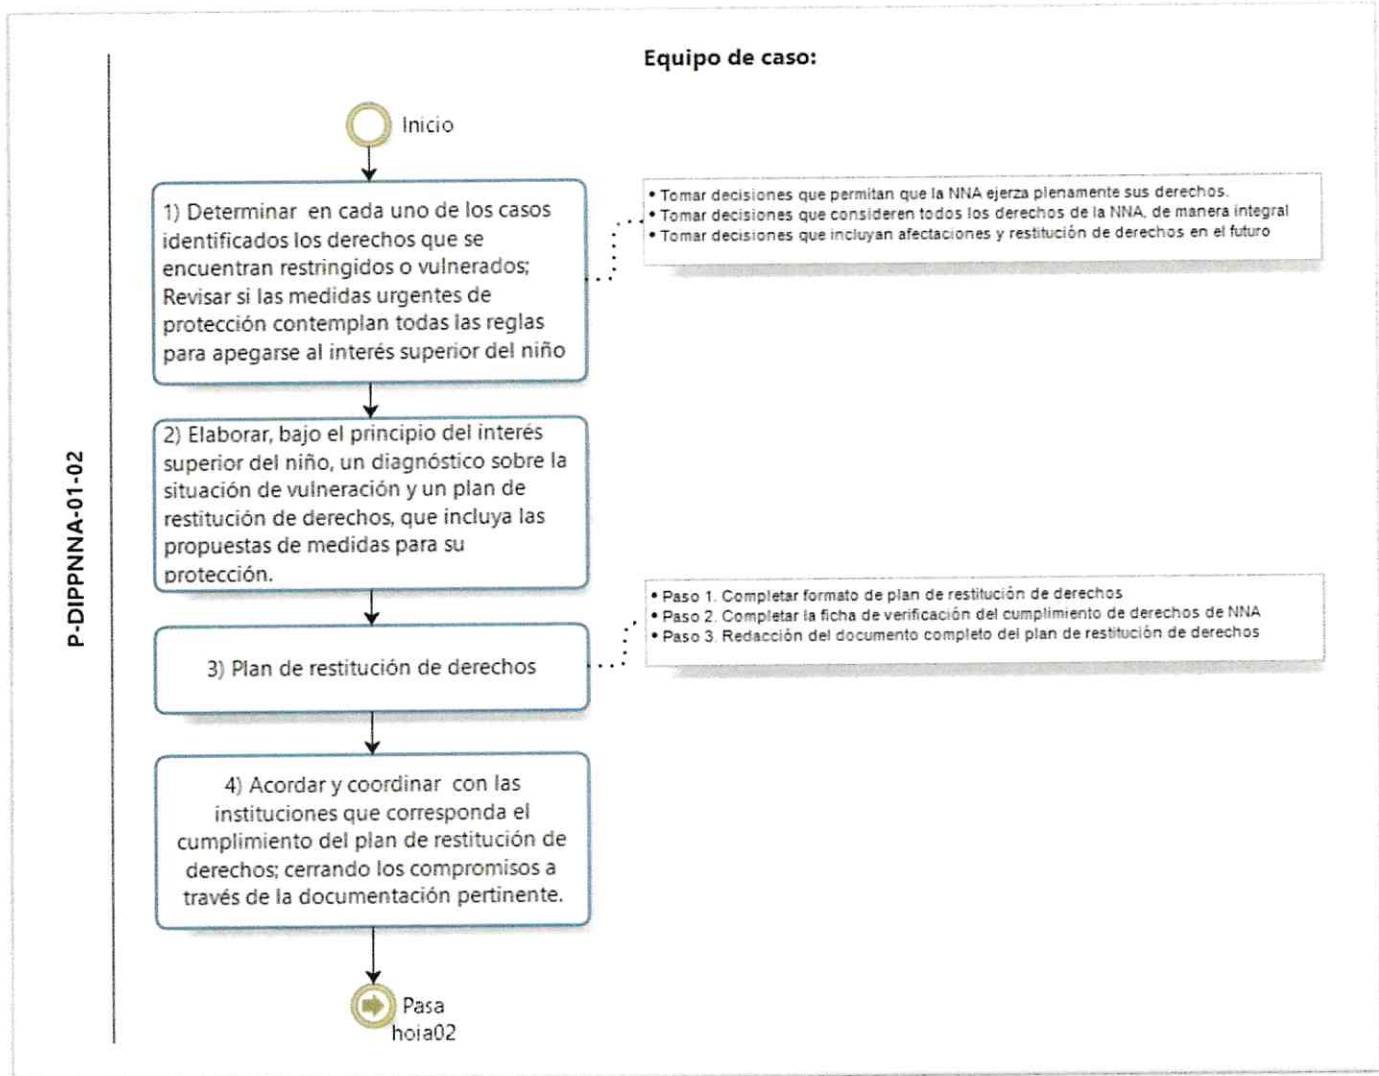 Equipo de caso:
Inicio
1) Determinar en cada uno de los casos
identificados los derechos que se
encuentran restringidos o vulnerados;
Revisar si las medidas urgentes de
protección contemplan todas las reglas
para apegarse al interés superior del niño
• Tomar decisiones que permitan que la NNA ejerza plenamente sus derechos.
• Tomar decisiones que consideren todos los derechos de la NNA, de manera integral
• Tomar decisiones que incluyan afectaciones y restitución de derechos en el futuro
2) Elaborar, bajo el principio del interés
superior del niño, un diagnóstico sobre la
situación de vulneración y un plan de
restitución de derechos, que incluya las
propuestas de medidas para su
protección.
P-DIPPNNA-01-02
3) Plan de restitución de derechos
• Paso 1. Completar formato de plan de restitución de derechos
• Paso 2. Completar la ficha de verificación del cumplimiento de derechos de NNA
• Paso 3. Redacción del documento completo del plan de restitución de derechos
4) Acordar y coordinar con las
instituciones que corresponda el
cumplimiento del plan de restitución de
derechos; cerrando los compromisos a
través de la documentación pertinente.
Pasa
hoja02